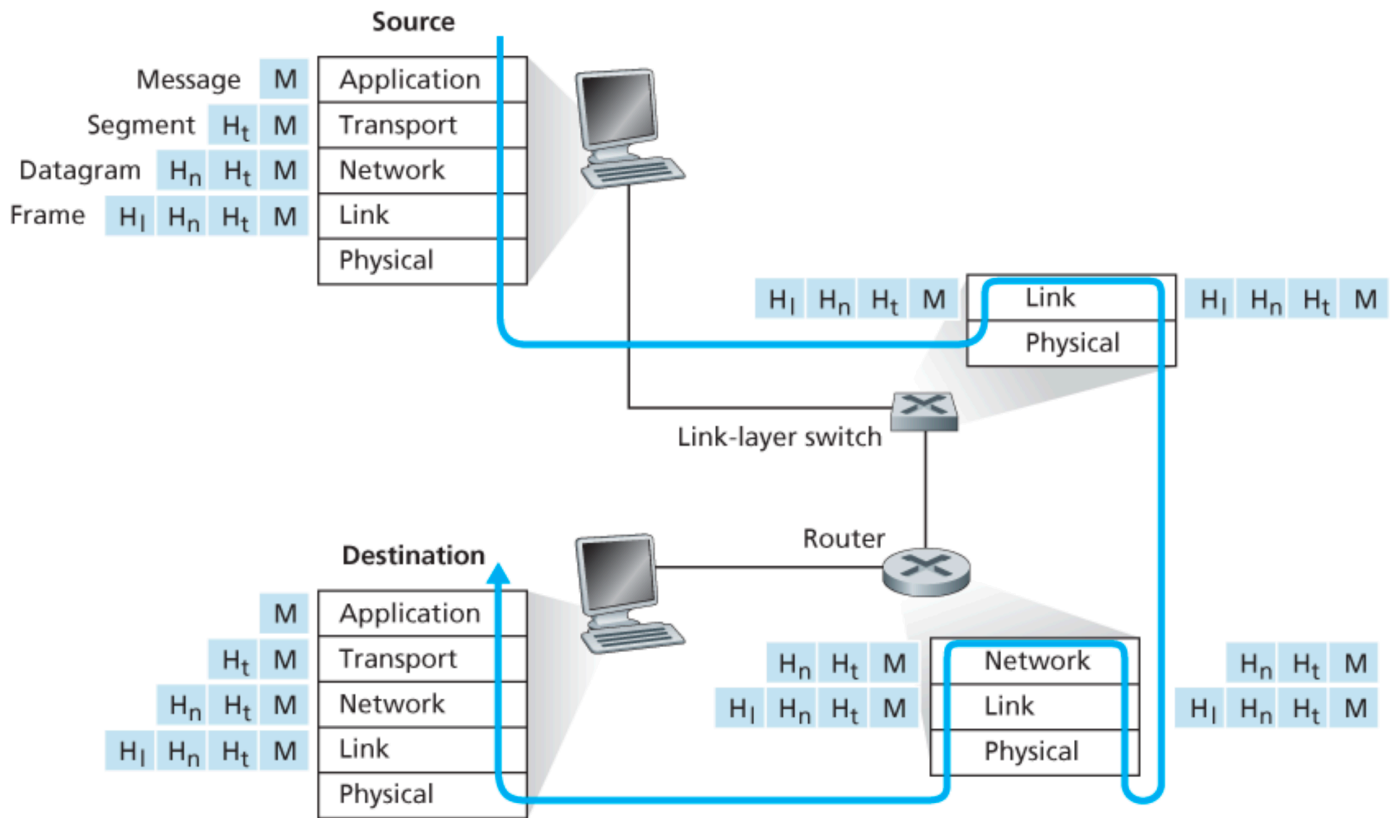 Source
Message M Application
Segment Ht M Transport
Datagram Hn Ht M Network
Frame Hl Hn Ht M Link
Physical
Hl Hn Ht M Link Hl Hn Ht M
Physical
Link-layer switch
Router
Destination
M Application
Ht M Transport
Hn Ht M Network
Hl Hn Ht M Link
Physical
Hn Ht M Network Hn Ht M
Hl Hn Ht M Link Hl Hn Ht M
Physical